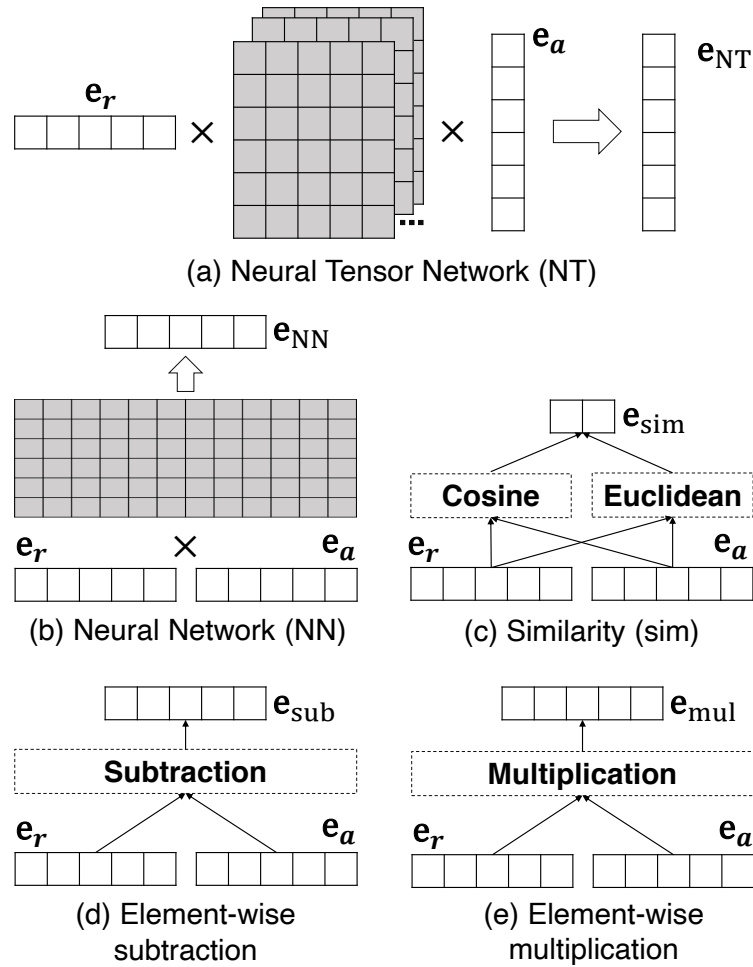 e_r × × e_a e_NT
...
(a) Neural Tensor Network (NT)
e_NN
e_r × e_a
(b) Neural Network (NN)
e_sim
Cosine Euclidean
e_r e_a
(c) Similarity (sim)
e_sub
Subtraction
e_r e_a
(d) Element-wise
subtraction
e_mul
Multiplication
e_r e_a
(e) Element-wise
multiplication